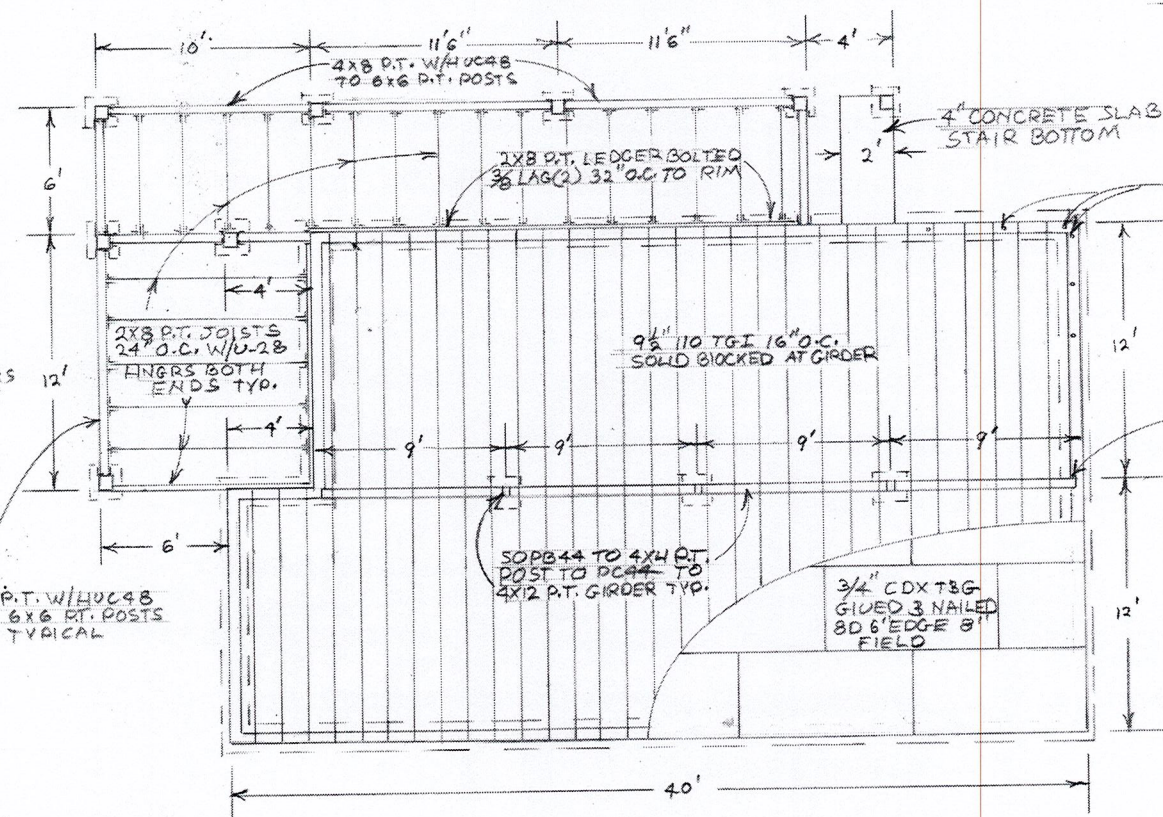 10'.
11'6"
11'6"
4'
4X8 P.T. W/HUC48
TO 6X6 P.T. POSTS
4" CONCRETE SLAB
STAIR BOTTOM
2'
6'
2X8 P.T. LEDGER BOLTED
3/8 LAG(2) 32" O.C. TO RIM
4'
2X8 P.T. JOISTS
24" O.C. W/U-28
HNGRS BOTH
ENDS TYP.
12'
4'
9½" 110 TGI 16" O.C.
SOLID BLOCKED AT GIRDER
12'
9'
9'
9'
9'
6'
SOPB44 TO 4X4 P.T.
POST TO PC44 TO
4X12 P.T. GIRDER TYP.
3/4" CDX T&G
GLUED & NAILED
8D 6" EDGE 8"
FIELD
12'
P.T. W/HUC48
6X6 P.T. POSTS
TYPICAL
40'